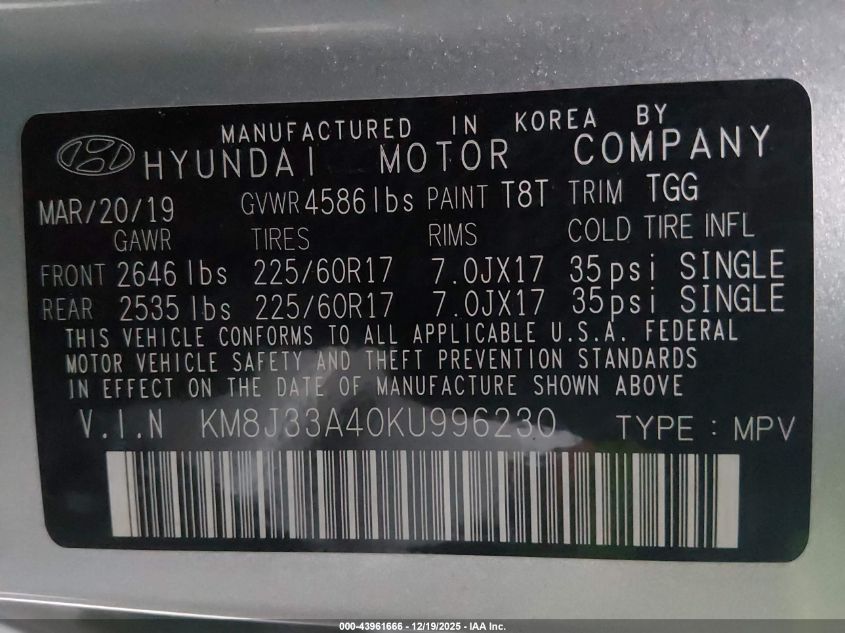 MANUFACTURED IN KOREA BY
HYUNDAI MOTOR COMPANY
MAR/20/19 GVWR 4586 lbs PAINT T8T TRIM TGG
GAWR TIRES RIMS COLD TIRE INFL
FRONT 2646 lbs 225/60R17 7.0JX17 35psi SINGLE
REAR 2535 lbs 225/60R17 7.0JX17 35psi SINGLE
THIS VEHICLE CONFORMS TO ALL APPLICABLE U.S.A. FEDERAL
MOTOR VEHICLE SAFETY AND THEFT PREVENTION STANDARDS
IN EFFECT ON THE DATE OF MANUFACTURE SHOWN ABOVE
V.I.N KM8J33A40KU996230 TYPE : MPV
000-43961666 - 12/19/2025 - IAA Inc.